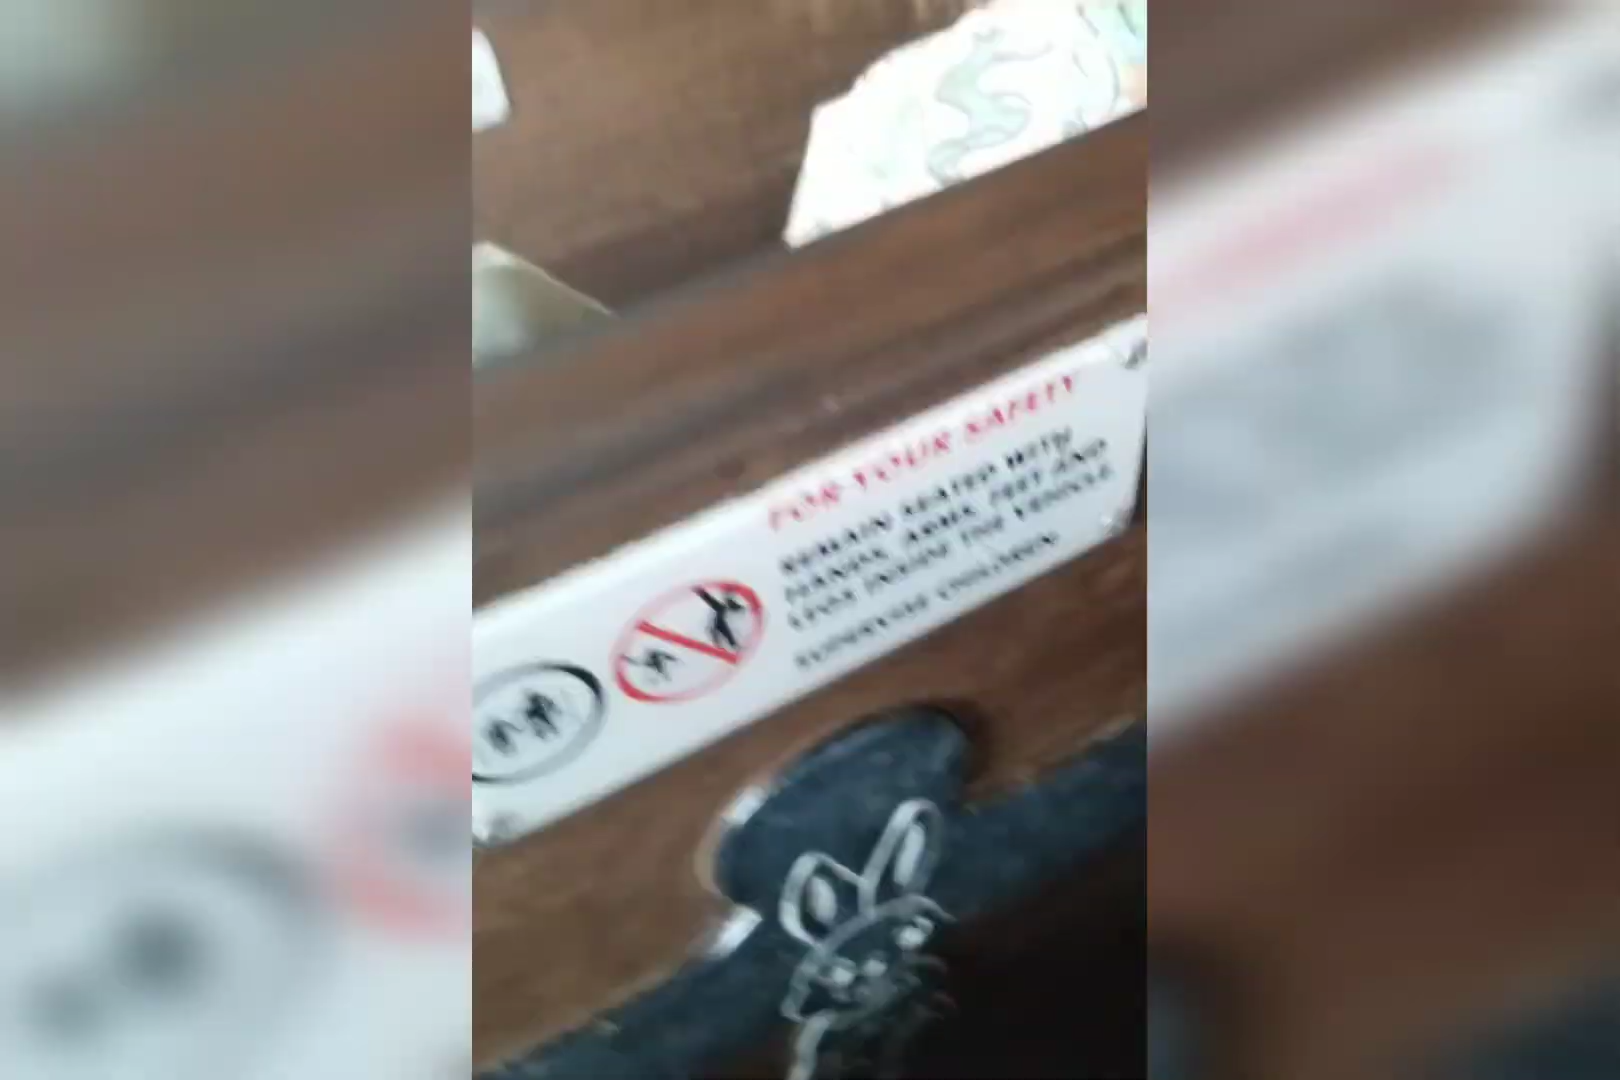 FOR YOUR SAFETY
REMAIN SEATED WITH
HANDS, ARMS, FEET AND
LEGS INSIDE THE VEHICLE
SUPERVISE CHILDREN